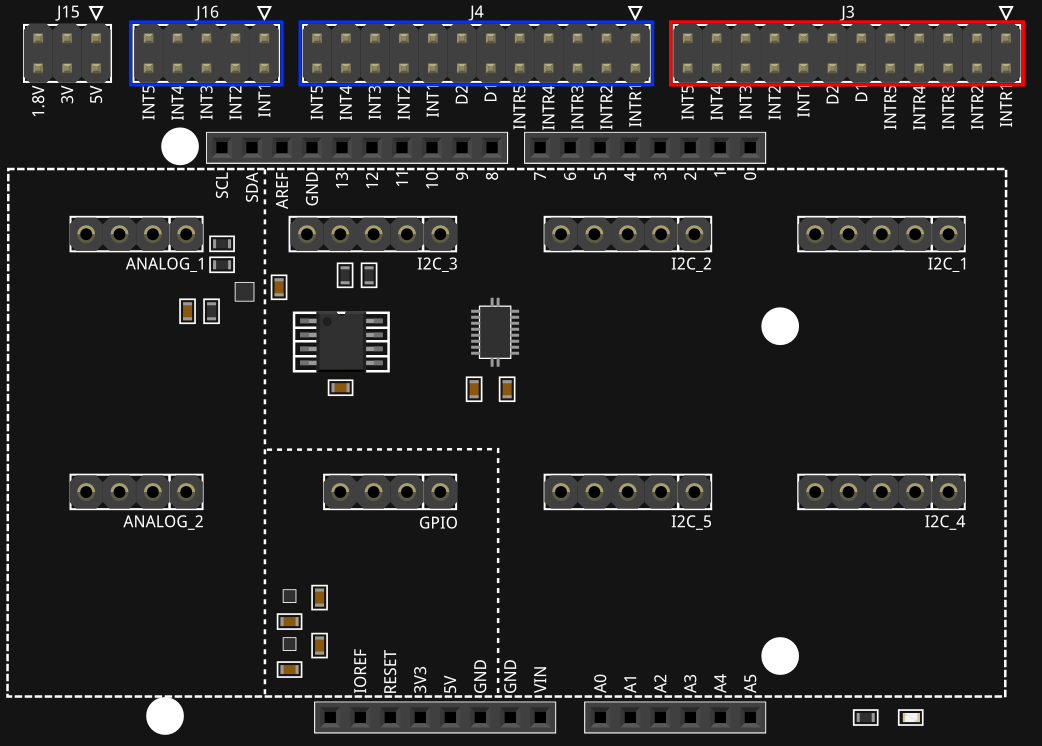 J15 J16 J4 J3
1.8V 3V 5V INT5 INT4 INT3 INT2 INT1 INT5 INT4 INT3 INT2 INT1 D2 D1 INTR5 INTR4 INTR3 INTR2 INTR1 INT5 INT4 INT3 INT2 INT1 D2 D1 INTR5 INTR4 INTR3 INTR2 INTR1
SCL SDA AREF GND 13 12 11 10 9 8 7 6 5 4 3 2 1 0
ANALOG_1 I2C_3 I2C_2 I2C_1
ANALOG_2 GPIO I2C_5 I2C_4
IOREF RESET 3V3 5V GND GND VIN A0 A1 A2 A3 A4 A5